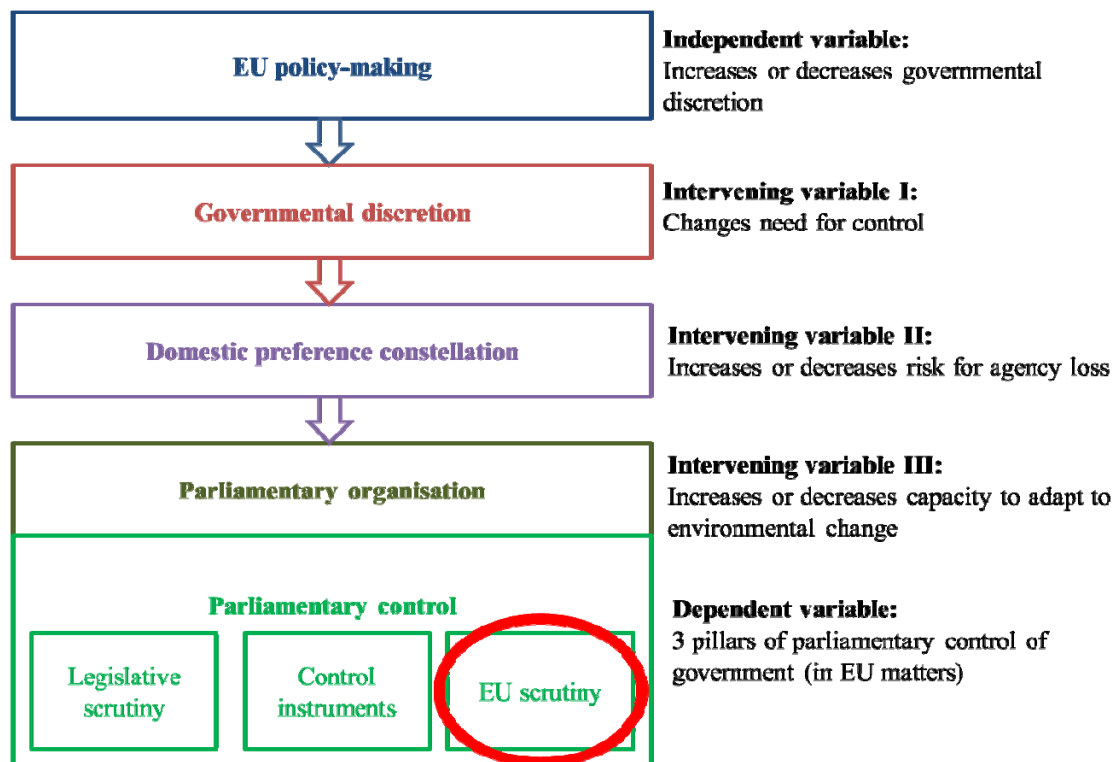 EU policy-making
Independent variable:
Increases or decreases governmental
discretion
Governmental discretion
Intervening variable I:
Changes need for control
Domestic preference constellation
Intervening variable II:
Increases or decreases risk for agency loss
Parliamentary organisation
Intervening variable III:
Increases or decreases capacity to adapt to
environmental change
Parliamentary control
Legislative
scrutiny
Control
instruments
EU scrutiny
Dependent variable:
3 pillars of parliamentary control of
government (in EU matters)